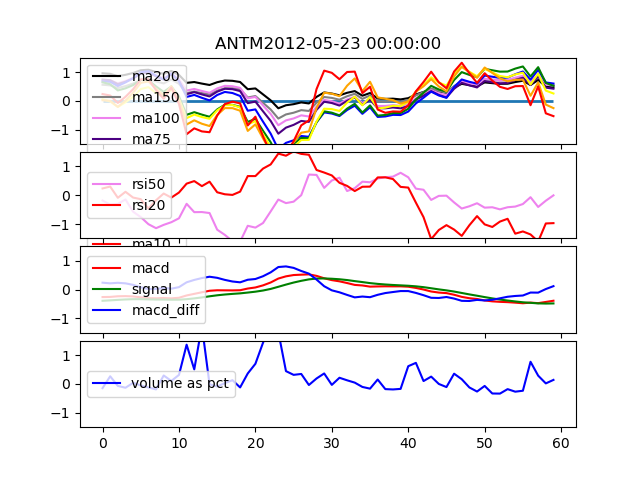 ANTM2012-05-23 00:00:00
1
0
−1
ma200
ma150
ma100
ma75
1
0
−1
rsi50
rsi20
ma10
1
0
−1
macd
signal
macd_diff
1
0
−1
volume as pct
0 10 20 30 40 50 60